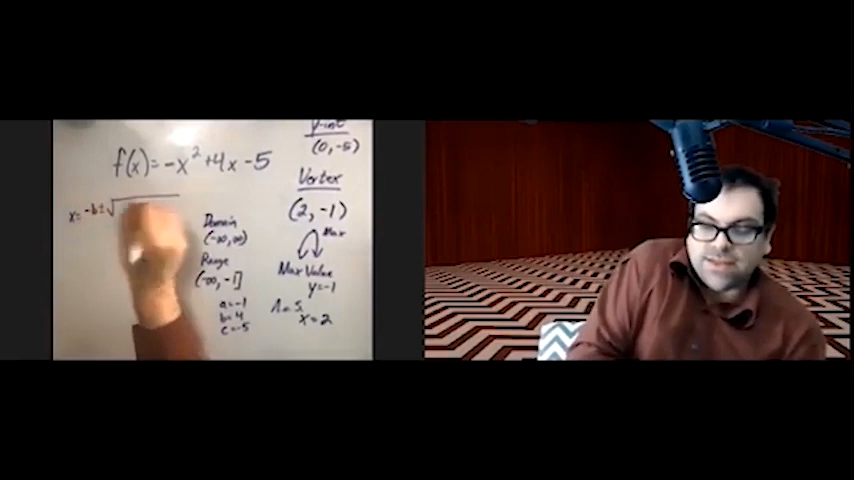 y-int
(0, -5)
f(x) = -x² + 4x - 5
Vertex
(2, -1)
x = -b ± √
Domain
(-∞, ∞)
Max
Range
(-∞, -1]
Max Value
y = -1
a = -1
b = 4
c = -5
A.o.S.
x = 2